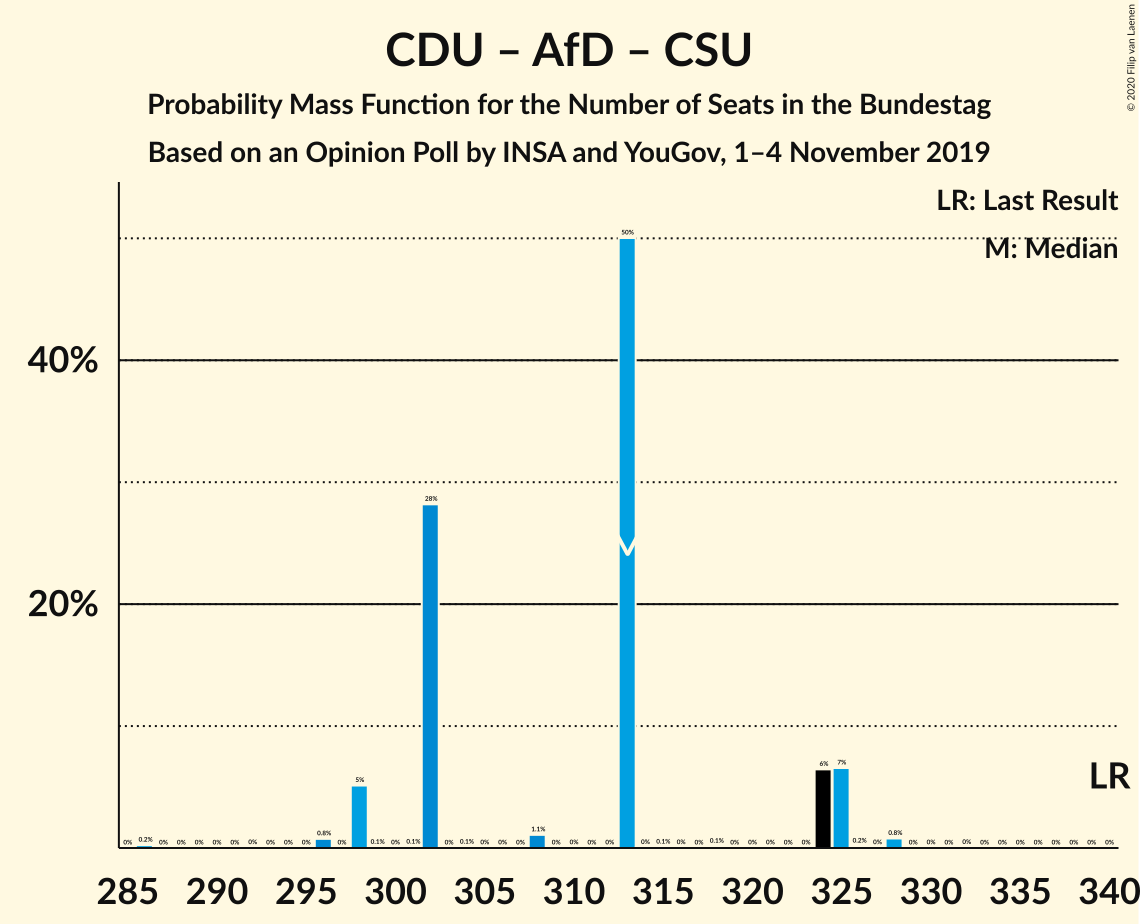 CDU – AfD – CSU
Probability Mass Function for the Number of Seats in the Bundestag
Based on an Opinion Poll by INSA and YouGov, 1–4 November 2019
© 2020 Filip van Laenen
LR: Last Result
M: Median
40%
20%
LR
0% 0.2% 0% 0% 0% 0% 0% 0% 0% 0% 0% 0.8% 0% 5% 0.1% 0% 0.1% 28% 0% 0.1% 0% 0% 0% 1.1% 0% 0% 0% 0% 50% 0% 0.1% 0% 0% 0.1% 0% 0% 0% 0% 0% 6% 7% 0.2% 0% 0.8% 0% 0% 0% 0% 0% 0% 0% 0% 0% 0% 0% 0%
285 290 295 300 305 310 315 320 325 330 335 340